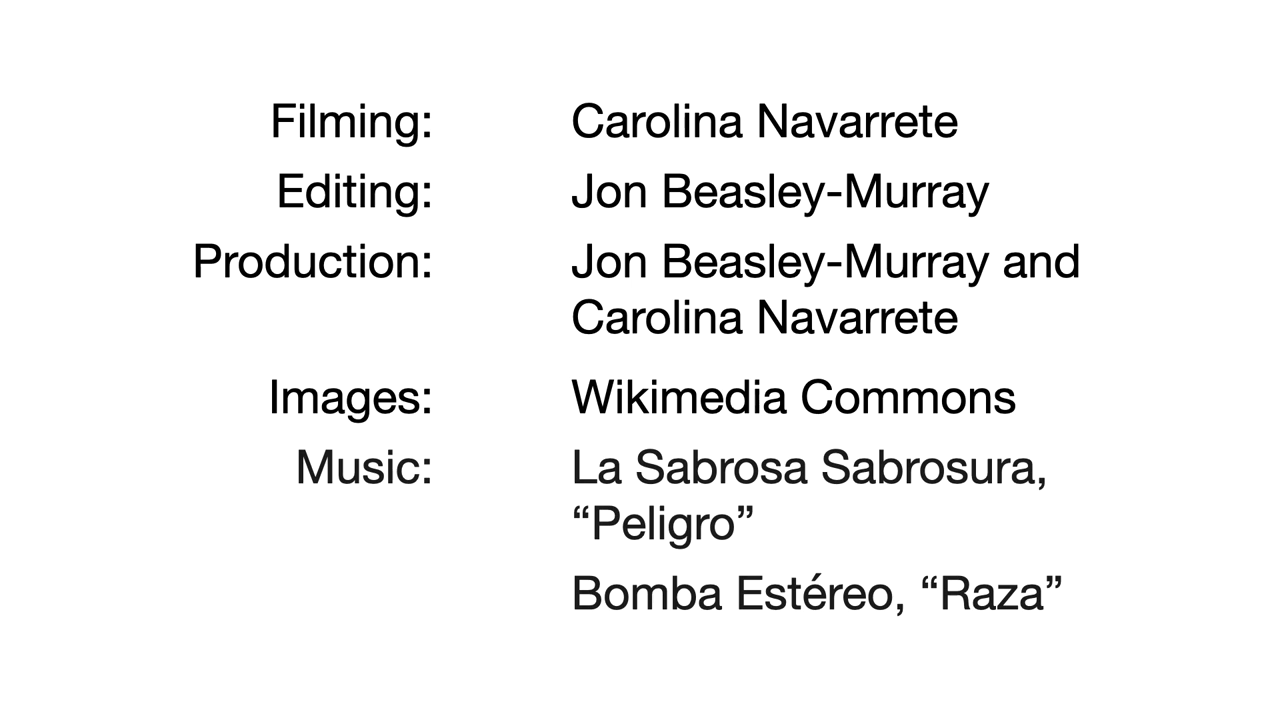 Filming: Carolina Navarrete
Editing: Jon Beasley-Murray
Production: Jon Beasley-Murray and
Carolina Navarrete
Images: Wikimedia Commons
Music: La Sabrosa Sabrosura,
“Peligro”
Bomba Estéreo, “Raza”